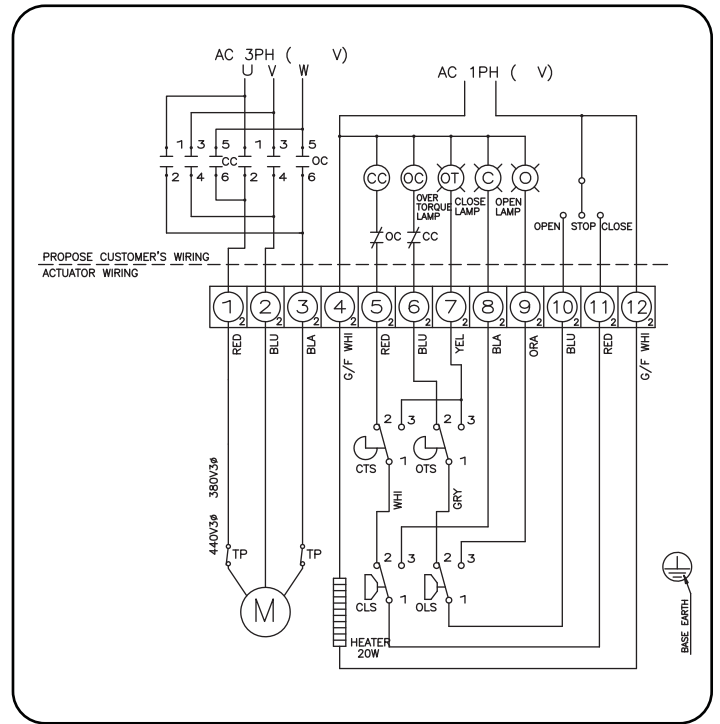 AC 3PH ( V)
U V W
AC 1PH ( V)
1 3 5 CC 1 3 5 OC
2 4 6 2 4 6
CC OC OT C O
OVER TORQUE LAMP
CLOSE LAMP
OPEN LAMP
OC CC
OPEN STOP CLOSE
PROPOSE CUSTOMER'S WIRING
ACTUATOR WIRING
1 2 3 4 5 6 7 8 9 10 11 12
2 2 2 2 2 2 2 2 2 2 2 2
RED BLU BLA G/F WHI RED BLU YEL BLA ORA BLU RED G/F WHI
2 3 2 3
1 1
CTS OTS
WHI GRY
440V3ø 380V3ø
TP TP
2 3 2 3
1 1
CLS OLS
M
HEATER
20W
BASE EARTH